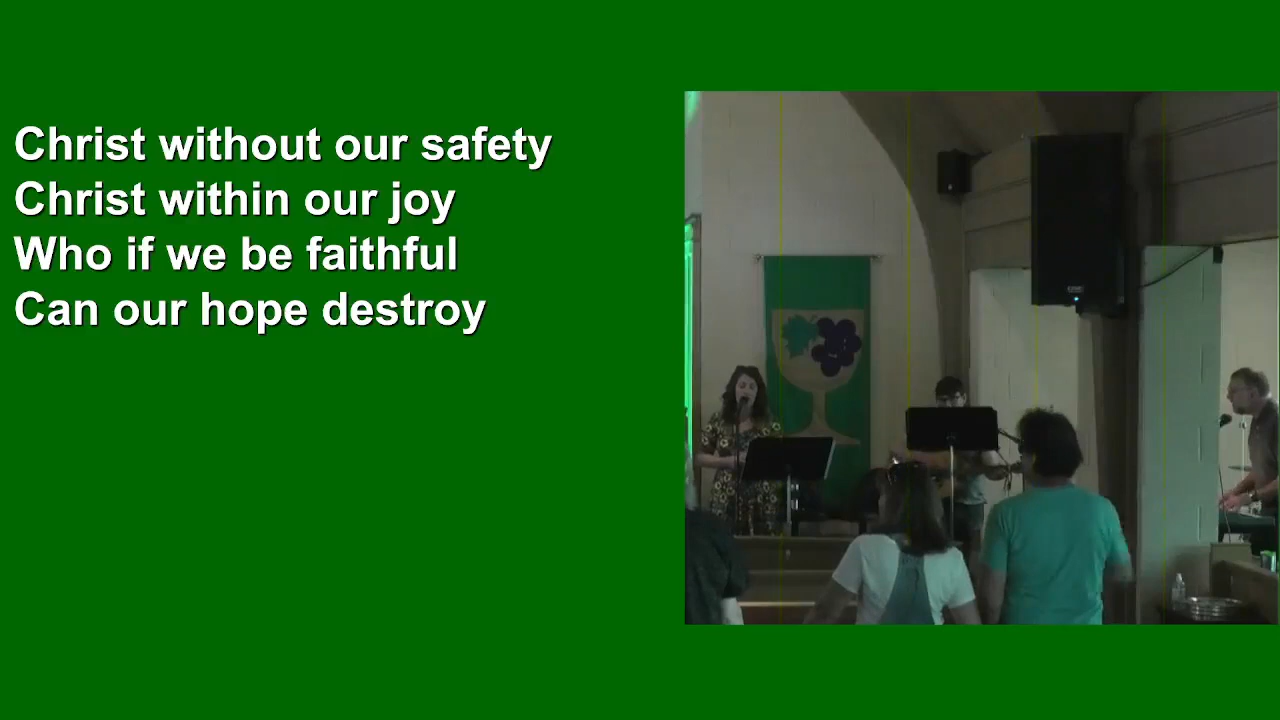 Christ without our safety
Christ within our joy
Who if we be faithful
Can our hope destroy